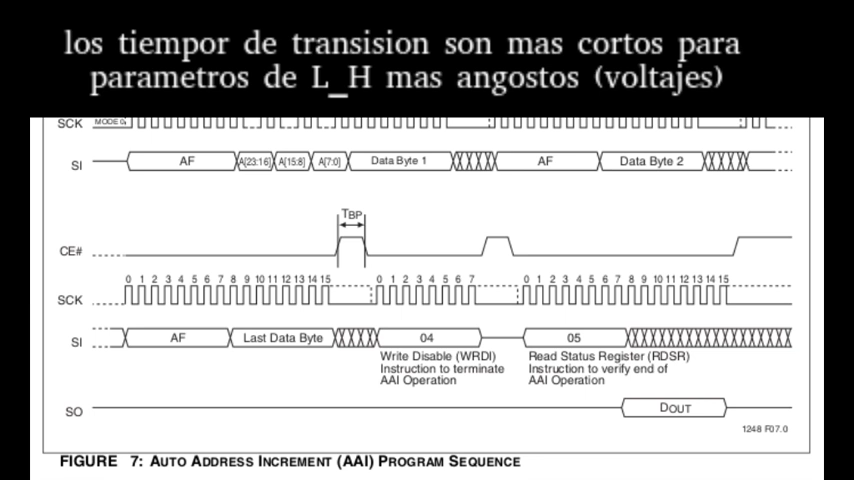 los tiempor de transision son mas cortos para
parametros de L_H mas angostos (voltajes)
SCK MODE 0
SI AF A[23:16] A[15:8] A[7:0] Data Byte 1 AF Data Byte 2
TBP
CE#
0 1 2 3 4 5 6 7 8 9 10 11 12 13 14 15 0 1 2 3 4 5 6 7 0 1 2 3 4 5 6 7 8 9 10 11 12 13 14 15
SCK
SI AF Last Data Byte 04 05
Write Disable (WRDI) Read Status Register (RDSR)
Instruction to terminate Instruction to verify end of
AAI Operation AAI Operation
SO DOUT
1248 F07.0
FIGURE 7: AUTO ADDRESS INCREMENT (AAI) PROGRAM SEQUENCE